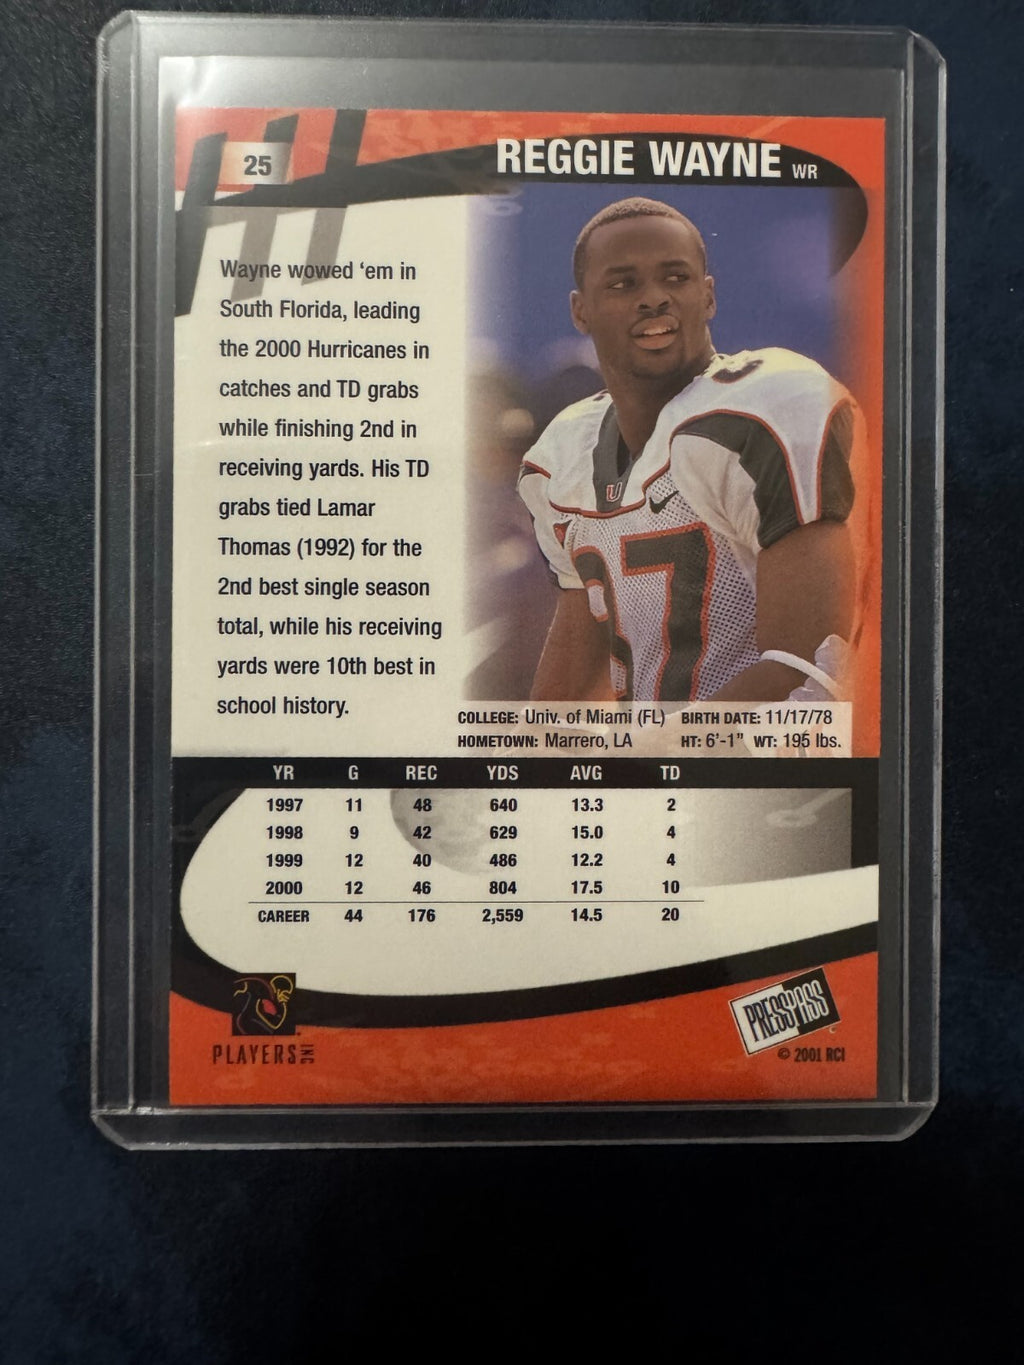 25
REGGIE WAYNE WR
Wayne wowed ‘em in
South Florida, leading
the 2000 Hurricanes in
catches and TD grabs
while finishing 2nd in
receiving yards. His TD
grabs tied Lamar
Thomas (1992) for the
2nd best single season
total, while his receiving
yards were 10th best in
school history.
U
87
COLLEGE: Univ. of Miami (FL) BIRTH DATE: 11/17/78
HOMETOWN: Marrero, LA HT: 6’-1” WT: 195 lbs.
YR G REC YDS AVG TD
1997 11 48 640 13.3 2
1998 9 42 629 15.0 4
1999 12 40 486 12.2 4
2000 12 46 804 17.5 10
CAREER 44 176 2,559 14.5 20
PLAYERS INC
PRESS PASS
© 2001 RCI